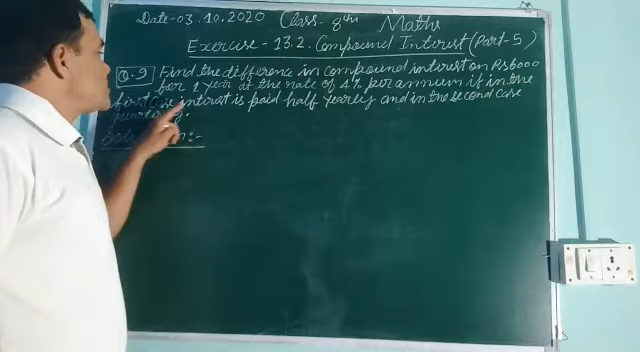 Date-03.10.2020 Class-8th Maths
Exercise-13.2. Compound Interest (Part-5)
Q.9 Find the difference in compound interest on Rs6000
for 1 year at the rate of 4% per annum if in the
first interest is paid half yearly and in the second case